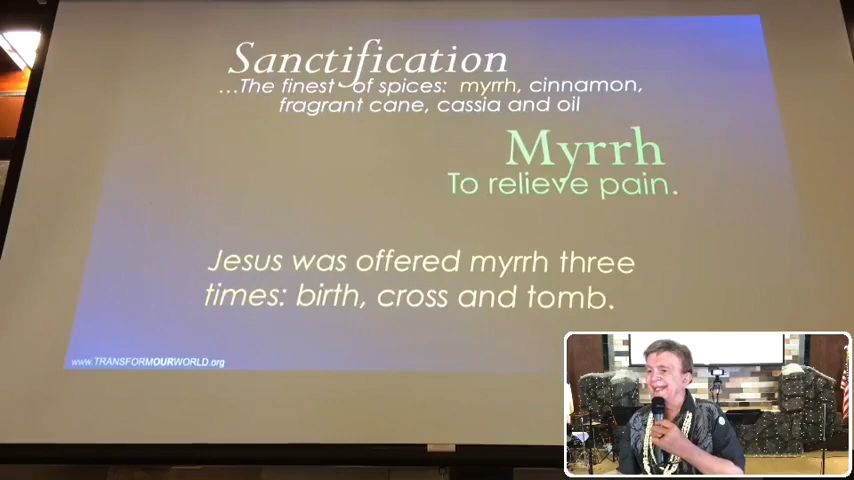 Sanctification
...The finest of spices: myrrh, cinnamon,
fragrant cane, cassia and oil
Myrrh
To relieve pain.
Jesus was offered myrrh three
times: birth, cross and tomb.
www.TRANSFORMOURWORLD.org